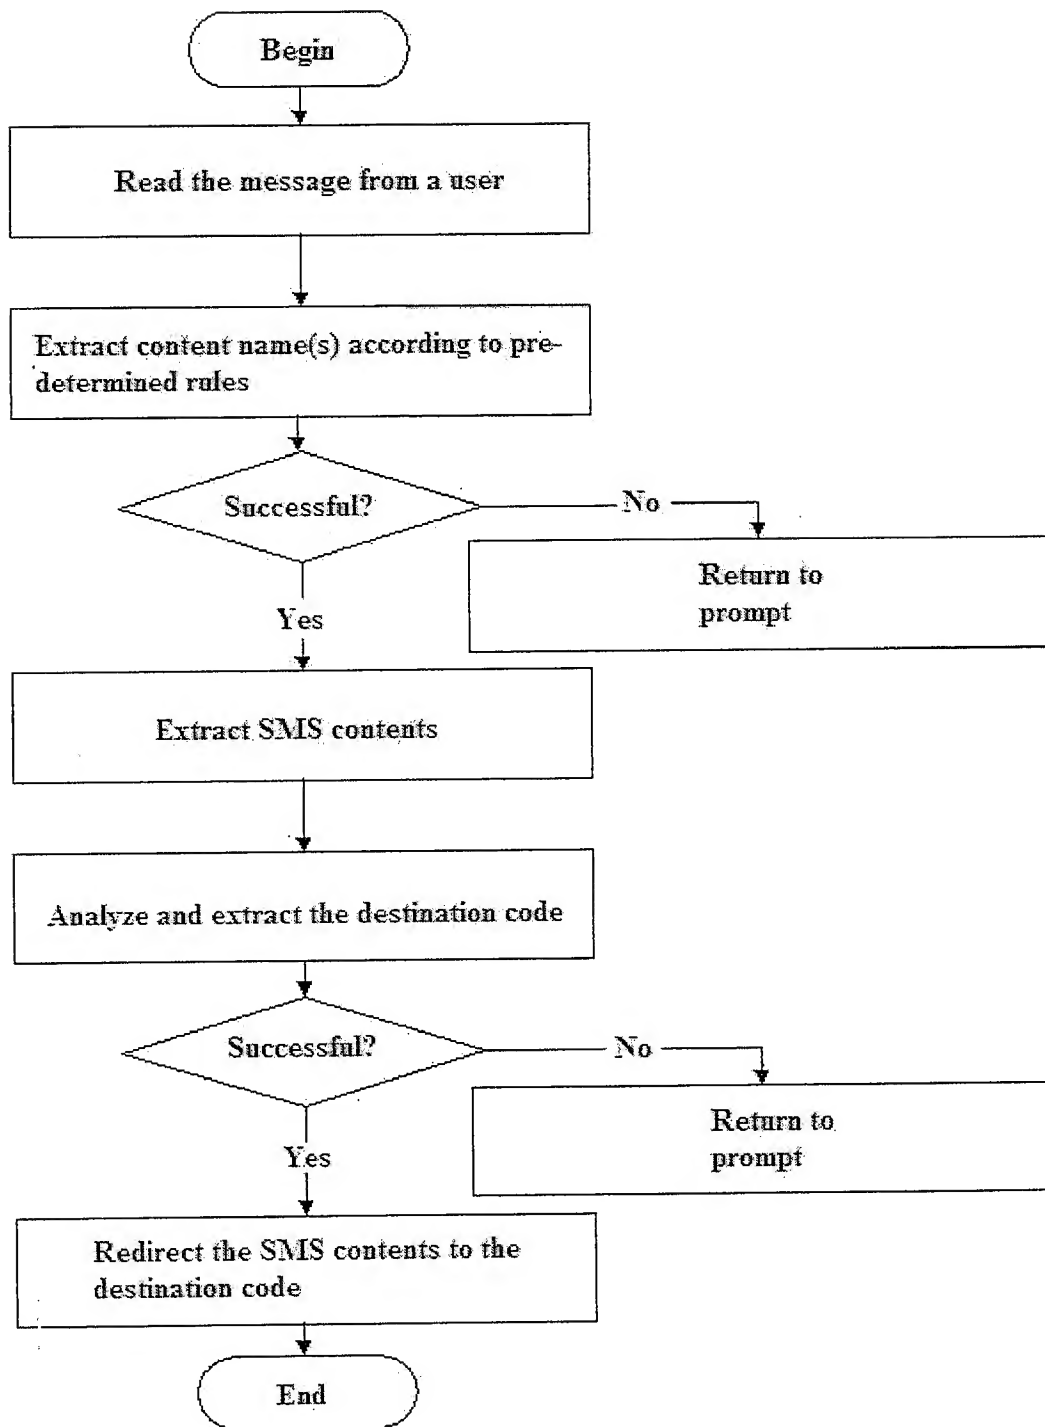 Begin
Read the message from a user
Extract content name(s) according to pre-
determined rules
Successful?
No
Return to
prompt
Yes
Extract SMS contents
Analyze and extract the destination code
Successful?
No
Return to
prompt
Yes
Redirect the SMS contents to the
destination code
End